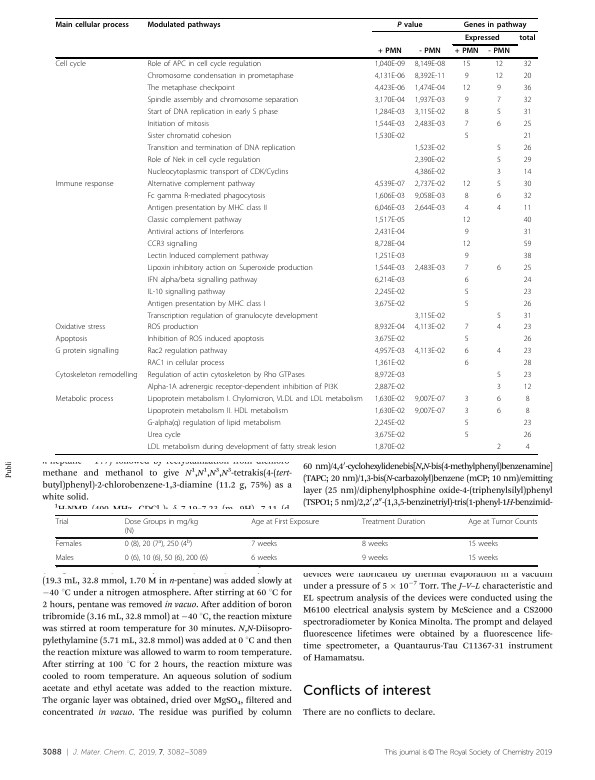 Main cellular process Modulated pathways P value Genes in pathway
Expressed total
+ PMN - PMN + PMN - PMN
Cell cycle Role of APC in cell cycle regulation 1,040E-09 8,149E-08 15 12 32
Chromosome condensation in prometaphase 4,131E-06 8,392E-11 9 12 20
The metaphase checkpoint 4,423E-06 1,474E-04 12 9 36
Spindle assembly and chromosome separation 3,170E-04 1,937E-03 9 7 32
Start of DNA replication in early S phase 1,284E-03 3,115E-02 8 5 31
Initiation of mitosis 1,544E-03 2,483E-03 7 6 25
Sister chromatid cohesion 1,530E-02 5 21
Transition and termination of DNA replication 1,523E-02 5 26
Role of Nek in cell cycle regulation 2,390E-02 5 29
Nucleocytoplasmic transport of CDK/Cyclins 4,386E-02 3 14
Immune response Alternative complement pathway 4,539E-07 2,737E-02 12 5 30
Fc gamma R-mediated phagocytosis 1,606E-03 9,058E-03 8 6 32
Antigen presentation by MHC class II 6,046E-03 2,644E-03 4 4 11
Classic complement pathway 1,517E-05 12 40
Antiviral actions of Interferons 2,431E-04 9 31
CCR3 signalling 8,728E-04 12 59
Lectin Induced complement pathway 1,251E-03 9 38
Lipoxin inhibitory action on Superoxide production 1,544E-03 2,483E-03 7 6 25
IFN alpha/beta signalling pathway 6,214E-03 6 24
IL-10 signalling pathway 2,245E-02 5 23
Antigen presentation by MHC class I 3,675E-02 5 26
Transcription regulation of granulocyte development 3,115E-02 5 31
Oxidative stress ROS production 8,932E-04 4,113E-02 7 4 23
Apoptosis Inhibition of ROS induced apoptosis 3,675E-02 5 26
G protein signalling Rac2 regulation pathway 4,957E-03 4,113E-02 6 4 23
RAC1 in cellular process 1,361E-02 6 28
Cytoskeleton remodelling Regulation of actin cytoskeleton by Rho GTPases 8,972E-03 5 23
Alpha-1A adrenergic receptor-dependent inhibition of PI3K 2,887E-02 3 12
Metabolic process Lipoprotein metabolism I. Chylomicron, VLDL and LDL metabolism 1,630E-02 9,007E-07 3 6 8
Lipoprotein metabolism II. HDL metabolism 1,630E-02 9,007E-07 3 6 8
G-alpha(q) regulation of lipid metabolism 2,245E-02 5 23
Urea cycle 3,675E-02 5 26
LDL metabolism during development of fatty streak lesion 1,870E-02 2 4
Publi
and methanol to give N¹,N¹,N³,N³-tetrakis(4-(tert-
butyl)phenyl)-2-chlorobenzene-1,3-diamine (11.2 g, 75%) as a
white solid.
60 nm)/4,4′-cyclohexylidenebis[N,N-bis(4-methylphenyl)benzenamine]
(TAPC; 20 nm)/1,3-bis(N-carbazolyl)benzene (mCP; 10 nm)/emitting
layer (25 nm)/diphenylphosphine oxide-4-(triphenylsilyl)phenyl
(TSPO1; 5 nm)/2,2′,2″-(1,3,5-benzinetriyl)-tris(1-phenyl-1H-benzimid-
Trial Dose Groups in mg/kg (N) Age at First Exposure Treatment Duration Age at Tumor Counts
Females 0 (8), 20 (7ᵃ), 250 (4ᵇ) 7 weeks 8 weeks 15 weeks
Males 0 (6), 10 (6), 50 (6), 200 (6) 6 weeks 9 weeks 15 weeks
(19.3 mL, 32.8 mmol, 1.70 M in n-pentane) was added slowly at
−40 °C under a nitrogen atmosphere. After stirring at 60 °C for
2 hours, pentane was removed in vacuo. After addition of boron
tribromide (3.16 mL, 32.8 mmol) at −40 °C, the reaction mixture
was stirred at room temperature for 30 minutes. N,N-Diisopro-
pylethylamine (5.71 mL, 32.8 mmol) was added at 0 °C and then
the reaction mixture was allowed to warm to room temperature.
After stirring at 100 °C for 2 hours, the reaction mixture was
cooled to room temperature. An aqueous solution of sodium
acetate and ethyl acetate was added to the reaction mixture.
The organic layer was obtained, dried over MgSO₄, filtered and
concentrated in vacuo. The residue was purified by column
devices were fabricated by thermal evaporation in a vacuum
under a pressure of 5 × 10⁻⁷ Torr. The J–V–L characteristic and
EL spectrum analysis of the devices were conducted using the
M6100 electrical analysis system by McScience and a CS2000
spectroradiometer by Konica Minolta. The prompt and delayed
fluorescence lifetimes were obtained by a fluorescence life-
time spectrometer, a Quantaurus-Tau C11367-31 instrument
of Hamamatsu.
Conflicts of interest
There are no conflicts to declare.
3088 | J. Mater. Chem. C, 2019, 7, 3082–3089
This journal is © The Royal Society of Chemistry 2019